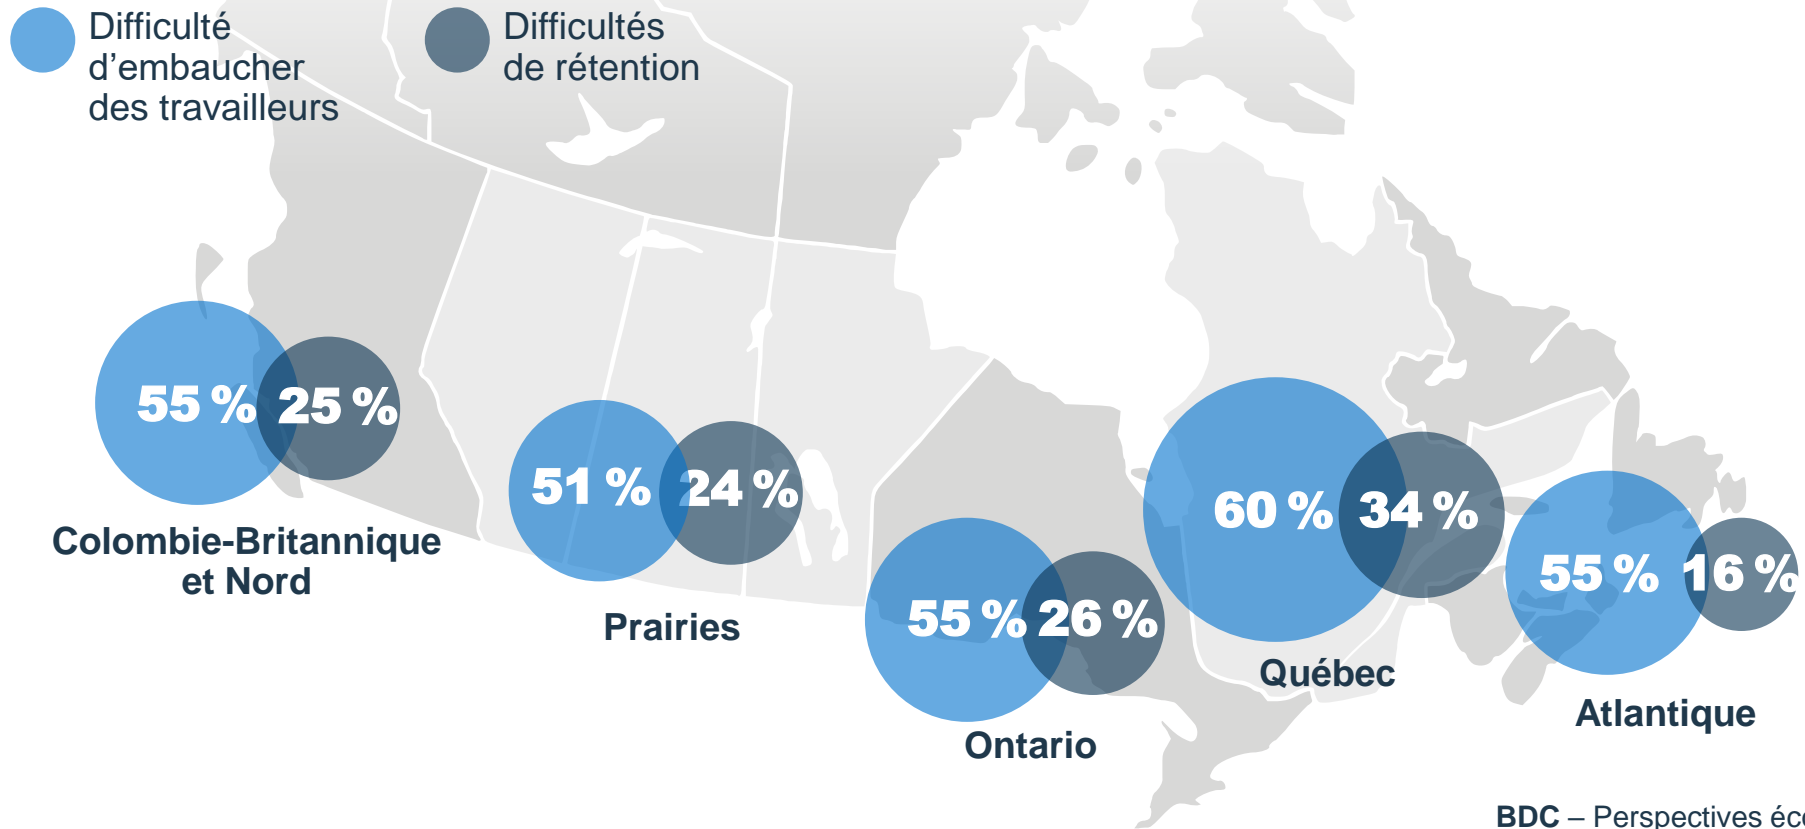 Difficulté
d’embaucher
des travailleurs
Difficultés
de rétention
55 % 25 %
Colombie-Britannique
et Nord
51 % 24 %
Prairies
55 % 26 %
Ontario
60 % 34 %
Québec
55 % 16 %
Atlantique
BDC – Perspectives